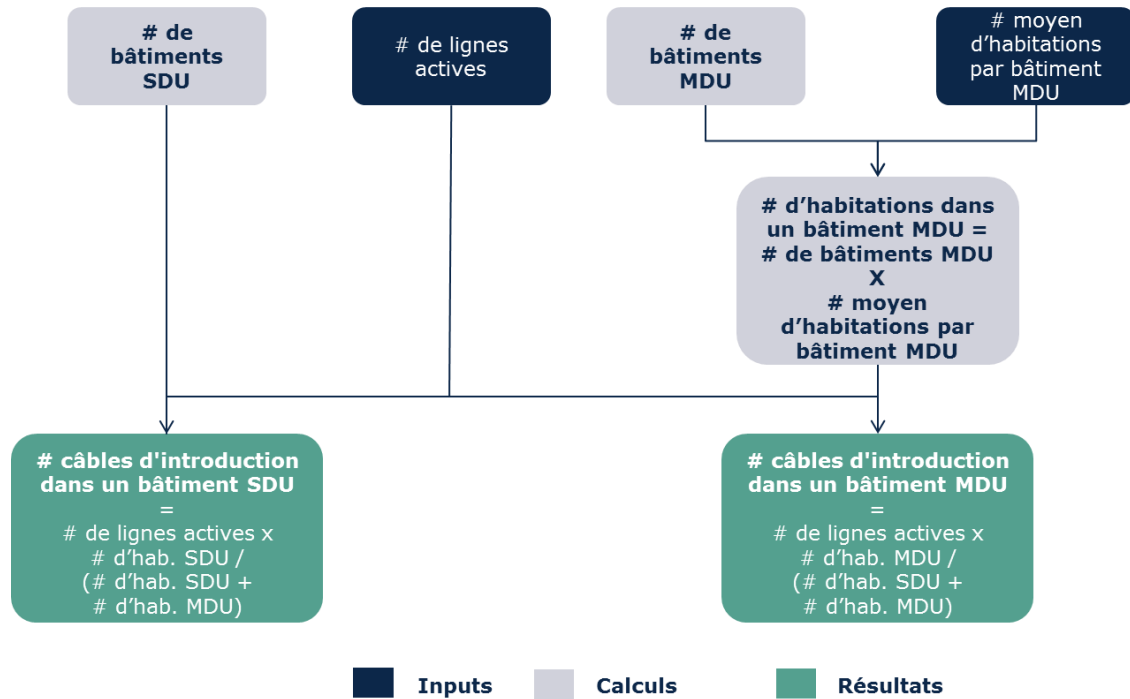 # de
bâtiments
SDU
# de lignes
actives
# de
bâtiments
MDU
# moyen
d’habitations
par bâtiment
MDU
# d’habitations dans
un bâtiment MDU =
# de bâtiments MDU
X
# moyen
d’habitations par
bâtiment MDU
# câbles d'introduction
dans un bâtiment SDU
=
# de lignes actives x
# d’hab. SDU /
(# d’hab. SDU +
# d’hab. MDU)
# câbles d'introduction
dans un bâtiment MDU
=
# de lignes actives x
# d’hab. MDU /
(# d’hab. SDU +
# d’hab. MDU)
Inputs
Calculs
Résultats